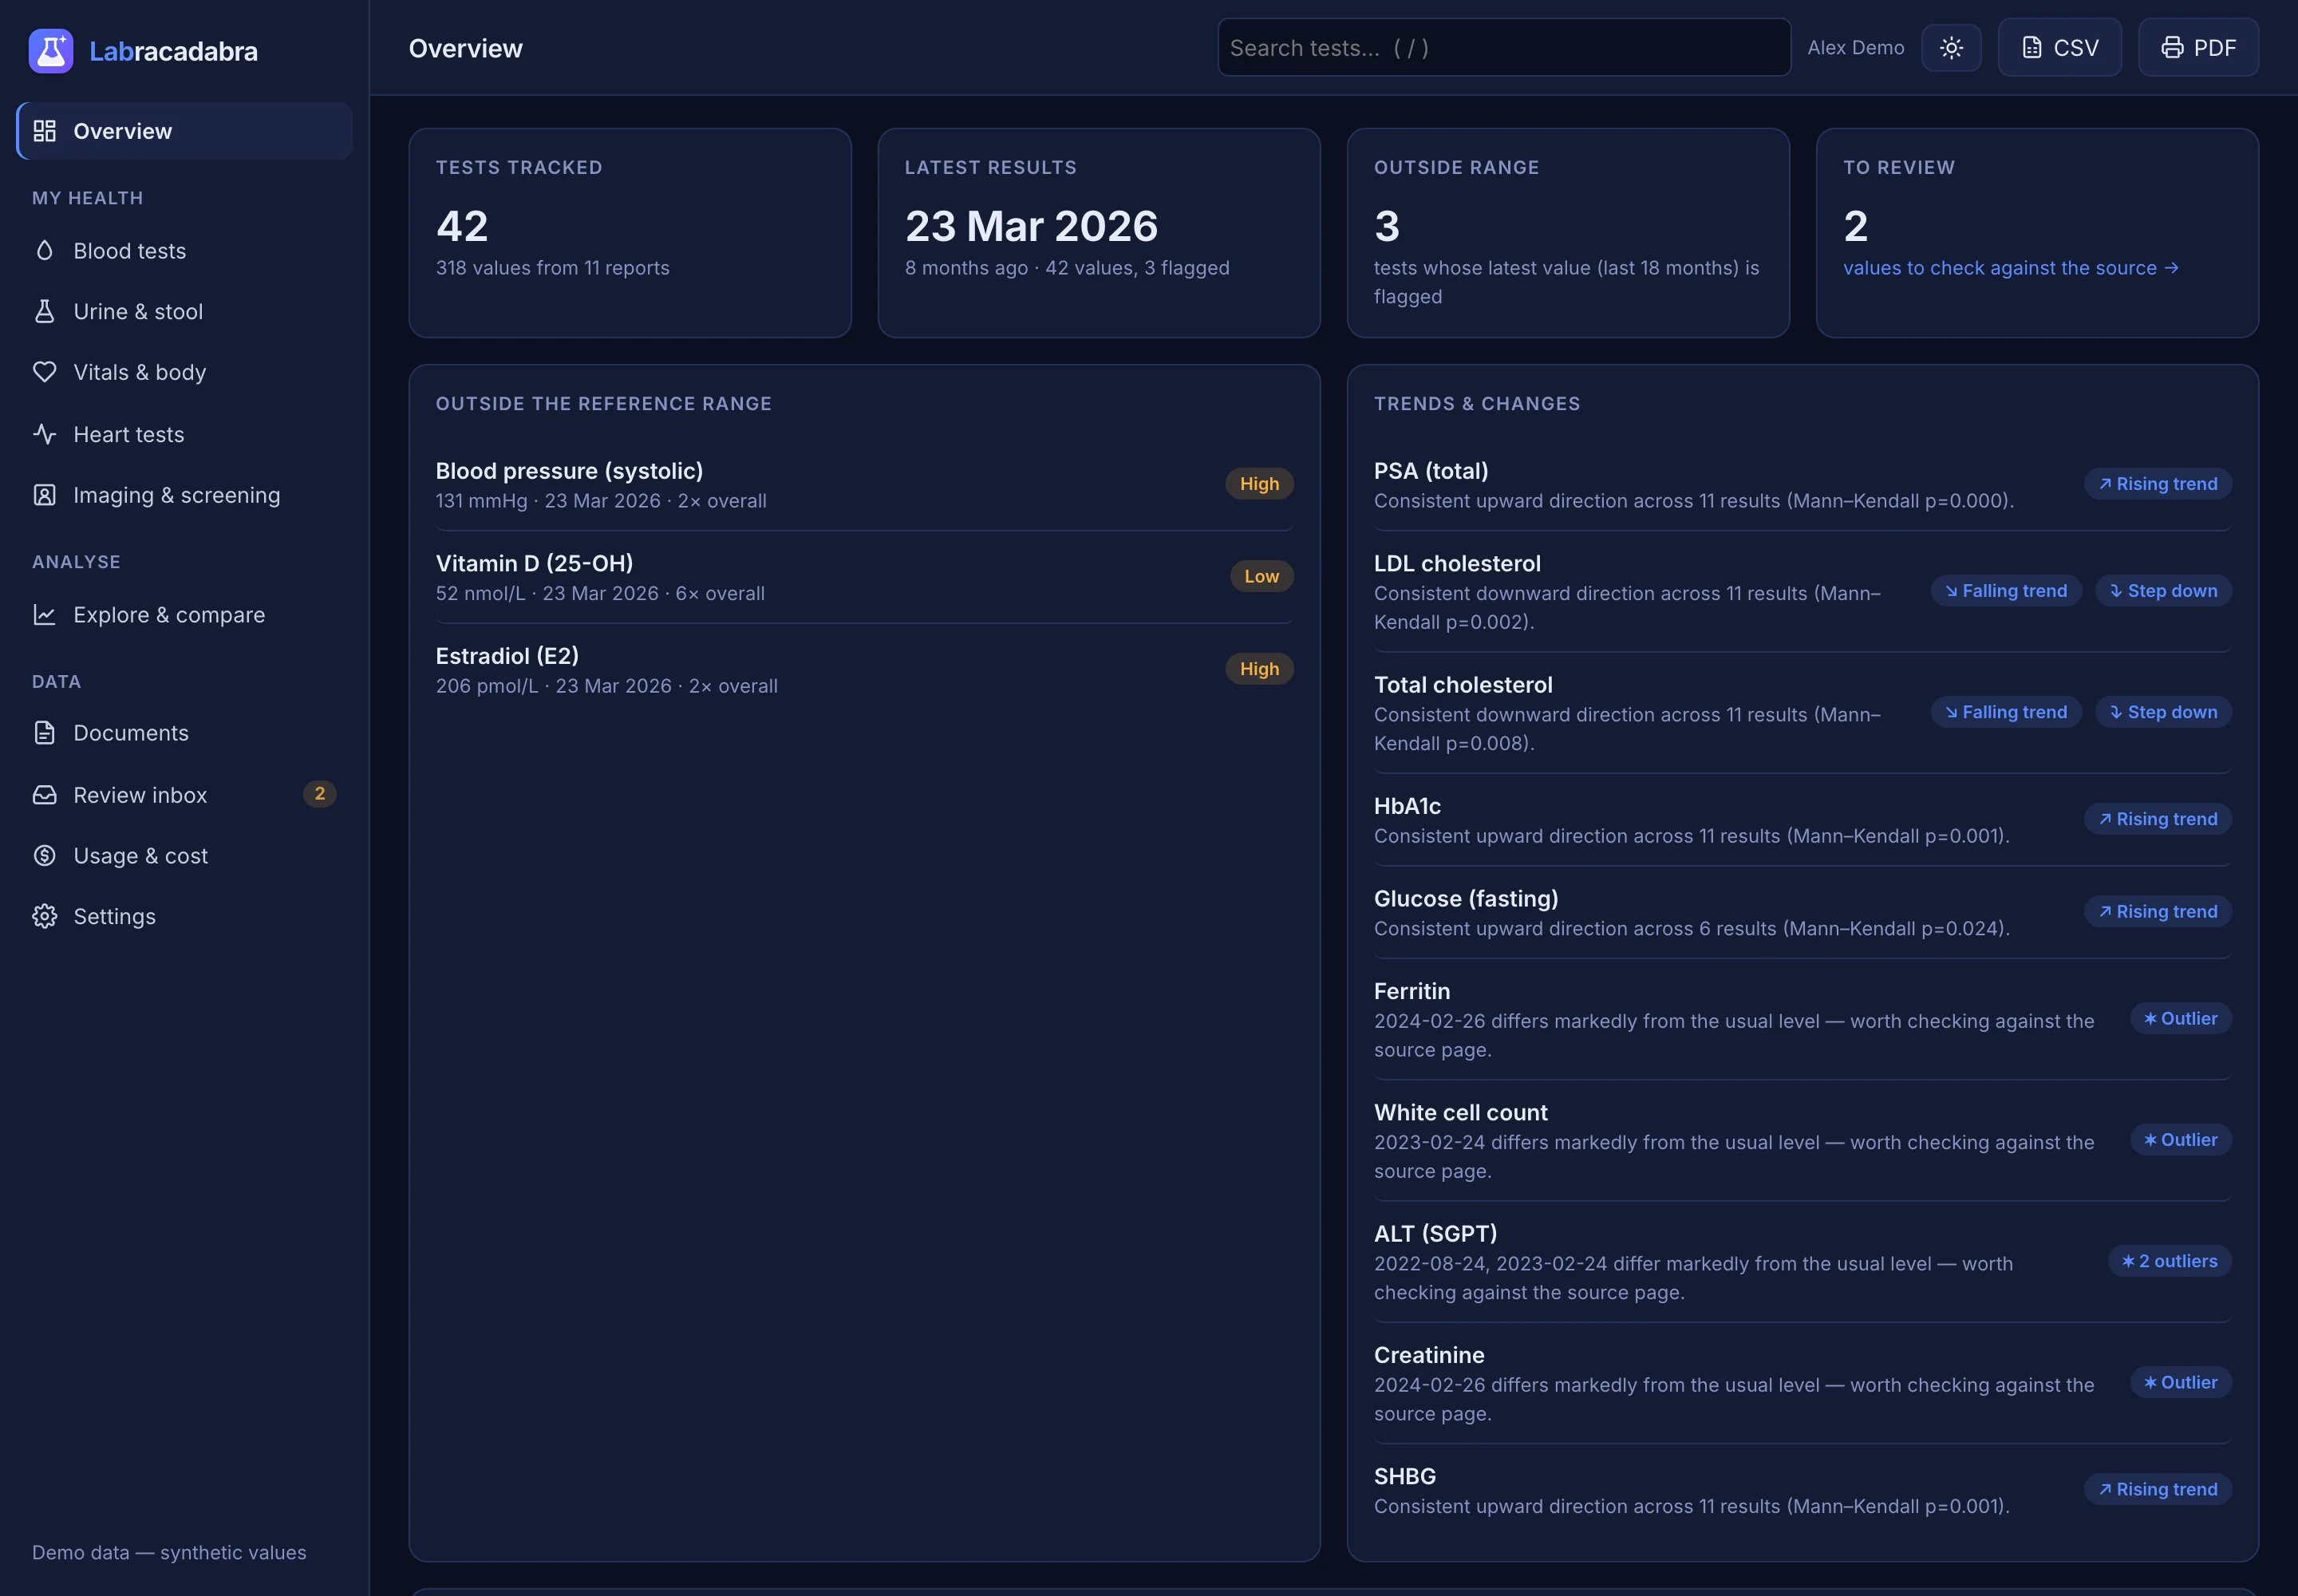 Labracadabra
Overview
MY HEALTH
Blood tests
Urine & stool
Vitals & body
Heart tests
Imaging & screening
ANALYSE
Explore & compare
DATA
Documents
Review inbox 2
Usage & cost
Settings
Demo data — synthetic values
Overview
Search tests... ( / )
Alex Demo
CSV
PDF
TESTS TRACKED
42
318 values from 11 reports
LATEST RESULTS
23 Mar 2026
8 months ago · 42 values, 3 flagged
OUTSIDE RANGE
3
tests whose latest value (last 18 months) is
flagged
TO REVIEW
2
values to check against the source →
OUTSIDE THE REFERENCE RANGE
Blood pressure (systolic)
131 mmHg · 23 Mar 2026 · 2× overall
High
Vitamin D (25-OH)
52 nmol/L · 23 Mar 2026 · 6× overall
Low
Estradiol (E2)
206 pmol/L · 23 Mar 2026 · 2× overall
High
TRENDS & CHANGES
PSA (total)
Consistent upward direction across 11 results (Mann–Kendall p=0.000).
↗ Rising trend
LDL cholesterol
Consistent downward direction across 11 results (Mann–
Kendall p=0.002).
↘ Falling trend
⤵ Step down
Total cholesterol
Consistent downward direction across 11 results (Mann–
Kendall p=0.008).
↘ Falling trend
⤵ Step down
HbA1c
Consistent upward direction across 11 results (Mann–Kendall p=0.001).
↗ Rising trend
Glucose (fasting)
Consistent upward direction across 6 results (Mann–Kendall p=0.024).
↗ Rising trend
Ferritin
2024-02-26 differs markedly from the usual level — worth checking against the
source page.
✶ Outlier
White cell count
2023-02-24 differs markedly from the usual level — worth checking against the
source page.
✶ Outlier
ALT (SGPT)
2022-08-24, 2023-02-24 differ markedly from the usual level — worth
checking against the source page.
✶ 2 outliers
Creatinine
2024-02-26 differs markedly from the usual level — worth checking against the
source page.
✶ Outlier
SHBG
Consistent upward direction across 11 results (Mann–Kendall p=0.001).
↗ Rising trend